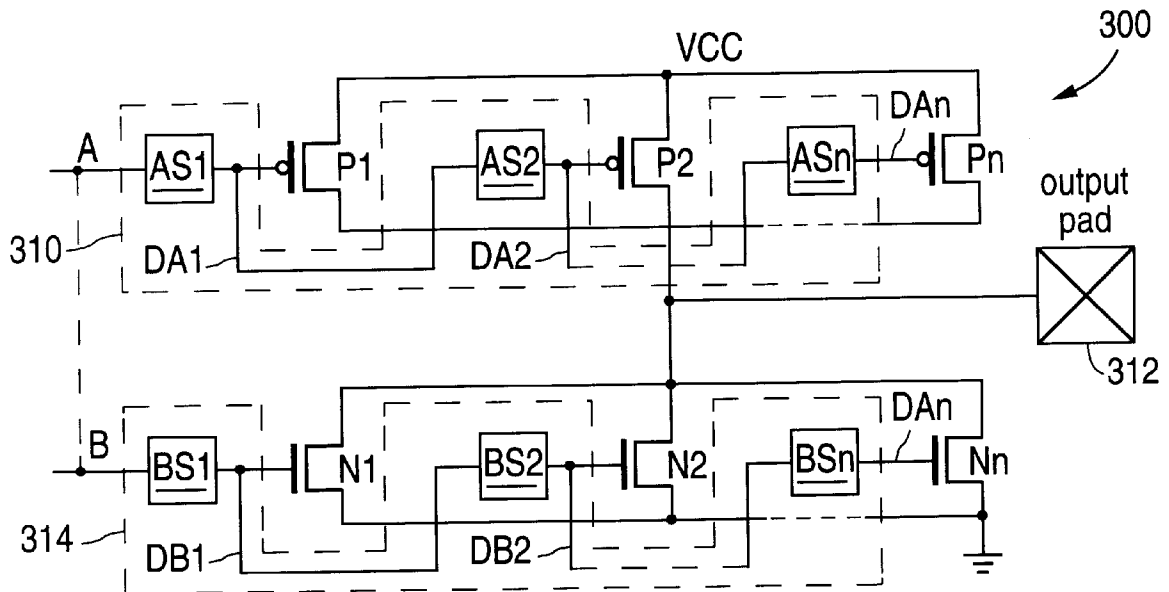 300
VCC
DAn
A
AS1
P1
AS2
P2
ASn
Pn
output
pad
310
DA1
DA2
312
DAn
B
BS1
N1
BS2
N2
BSn
Nn
314
DB1
DB2